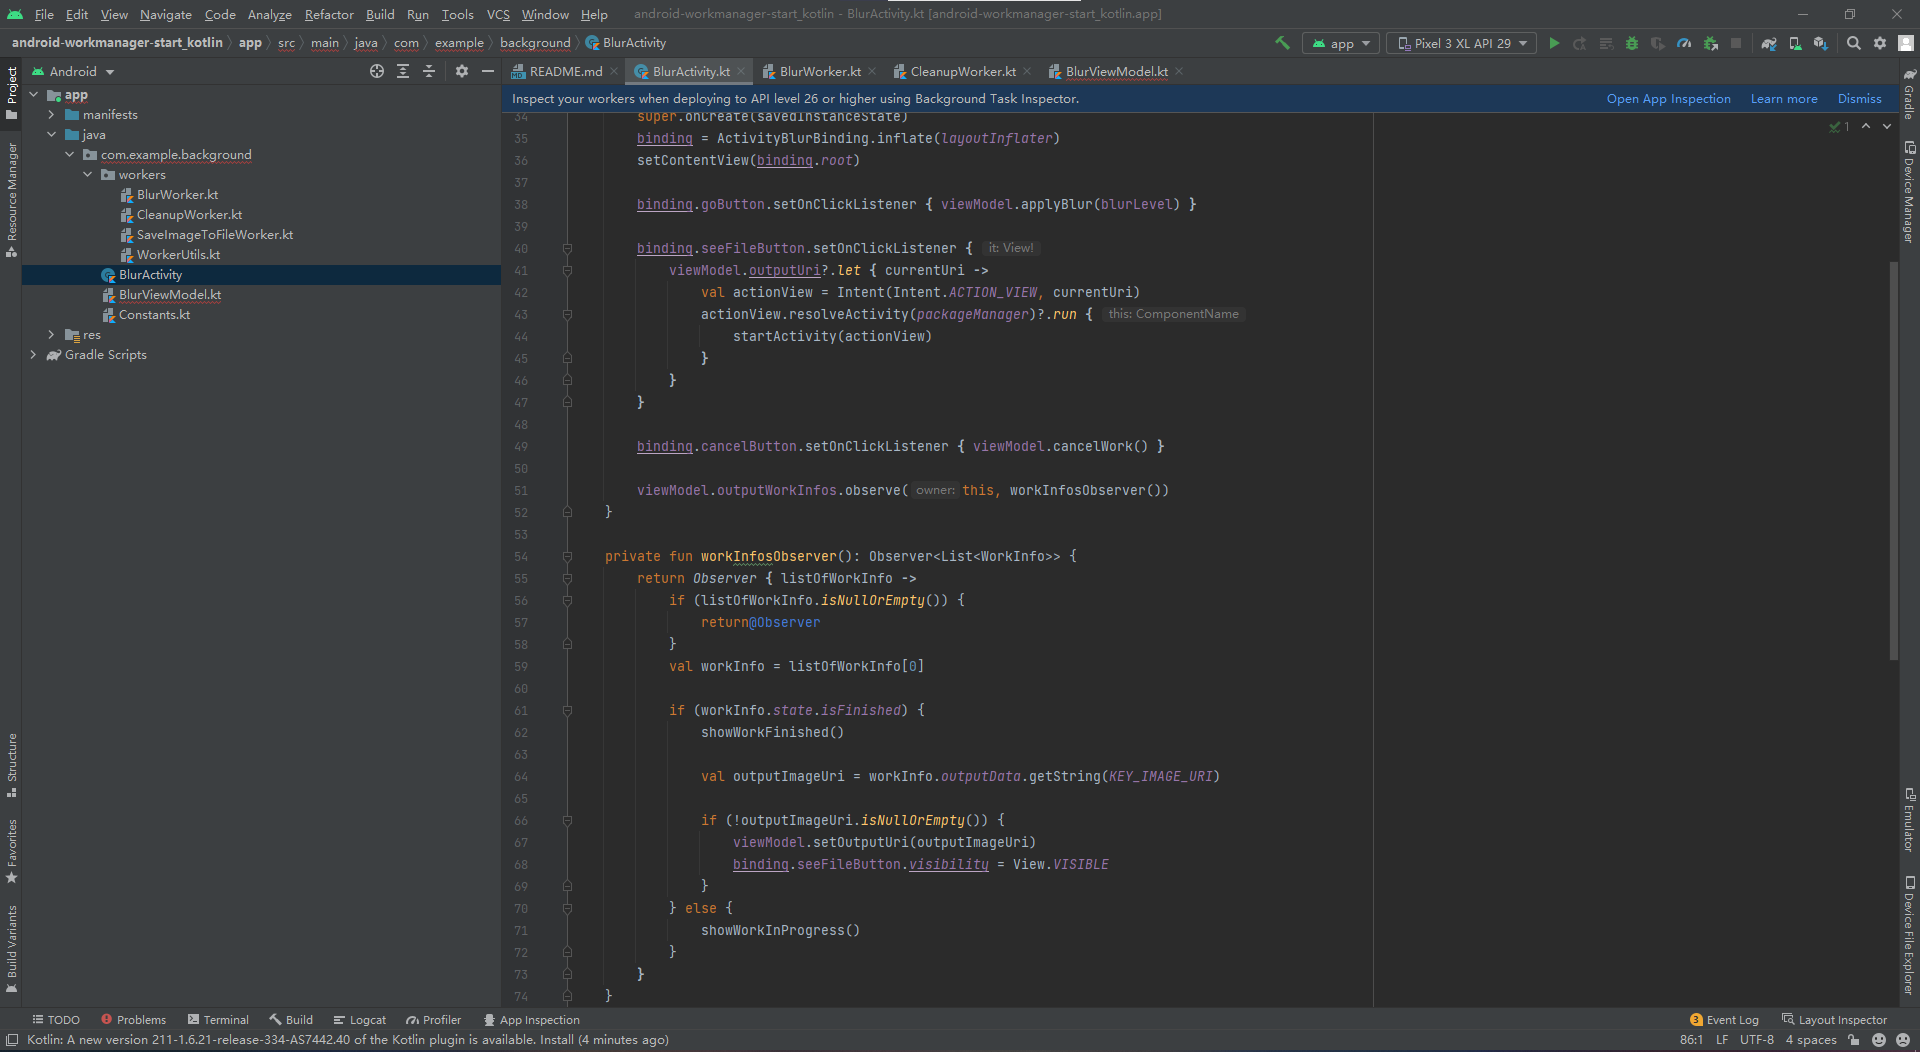 File Edit View Navigate Code Analyze Refactor Build Run Tools VCS Window Help android-workmanager-start_kotlin - BlurActivity.kt [android-workmanager-start_kotlin.app]
android-workmanager-start_kotlin app src main java com example background BlurActivity app Pixel 3 XL API 29
Android README.md BlurActivity.kt BlurWorker.kt CleanupWorker.kt BlurViewModel.kt
Inspect your workers when deploying to API level 26 or higher using Background Task Inspector. Open App Inspection Learn more Dismiss
Project
Resource Manager
Structure
Favorites
Build Variants
app
manifests
java
com.example.background
workers
BlurWorker.kt
CleanupWorker.kt
SaveImageToFileWorker.kt
WorkerUtils.kt
BlurActivity
BlurViewModel.kt
Constants.kt
res
Gradle Scripts
1
34 super.onCreate(savedInstanceState)
35 binding = ActivityBlurBinding.inflate(layoutInflater)
36 setContentView(binding.root)
37
38 binding.goButton.setOnClickListener { viewModel.applyBlur(blurLevel) }
39
40 binding.seeFileButton.setOnClickListener { it: View!
41 viewModel.outputUri?.let { currentUri ->
42 val actionView = Intent(Intent.ACTION_VIEW, currentUri)
43 actionView.resolveActivity(packageManager)?.run { this: ComponentName
44 startActivity(actionView)
45 }
46 }
47 }
48
49 binding.cancelButton.setOnClickListener { viewModel.cancelWork() }
50
51 viewModel.outputWorkInfos.observe( owner: this, workInfosObserver())
52 }
53
54 private fun workInfosObserver(): Observer<List<WorkInfo>> {
55 return Observer { listOfWorkInfo ->
56 if (listOfWorkInfo.isNullOrEmpty()) {
57 return@Observer
58 }
59 val workInfo = listOfWorkInfo[0]
60
61 if (workInfo.state.isFinished) {
62 showWorkFinished()
63
64 val outputImageUri = workInfo.outputData.getString(KEY_IMAGE_URI)
65
66 if (!outputImageUri.isNullOrEmpty()) {
67 viewModel.setOutputUri(outputImageUri)
68 binding.seeFileButton.visibility = View.VISIBLE
69 }
70 } else {
71 showWorkInProgress()
72 }
73 }
74 }
Gradle
Device Manager
Emulator
Device File Explorer
TODO Problems Terminal Build Logcat Profiler App Inspection 3 Event Log Layout Inspector
Kotlin: A new version 211-1.6.21-release-334-AS7442.40 of the Kotlin plugin is available. Install (4 minutes ago) 86:1 LF UTF-8 4 spaces